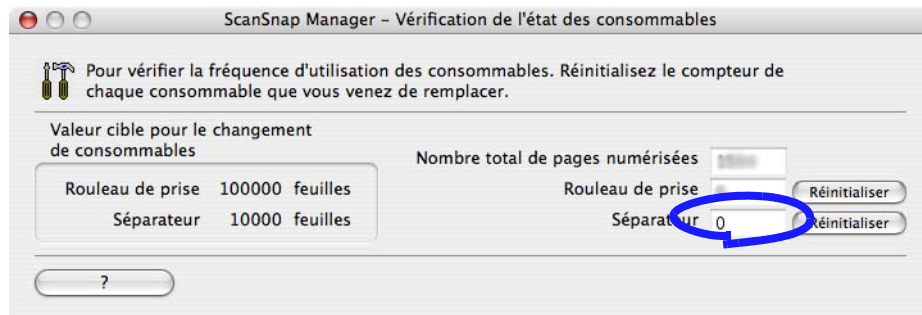 ScanSnap Manager – Vérification de l'état des consommables
Pour vérifier la fréquence d'utilisation des consommables. Réinitialisez le compteur de
chaque consommable que vous venez de remplacer.
Valeur cible pour le changement
de consommables
Rouleau de prise 100000 feuilles
Séparateur 10000 feuilles
Nombre total de pages numérisées
Rouleau de prise Réinitialiser
Séparateur 0 Réinitialiser
?